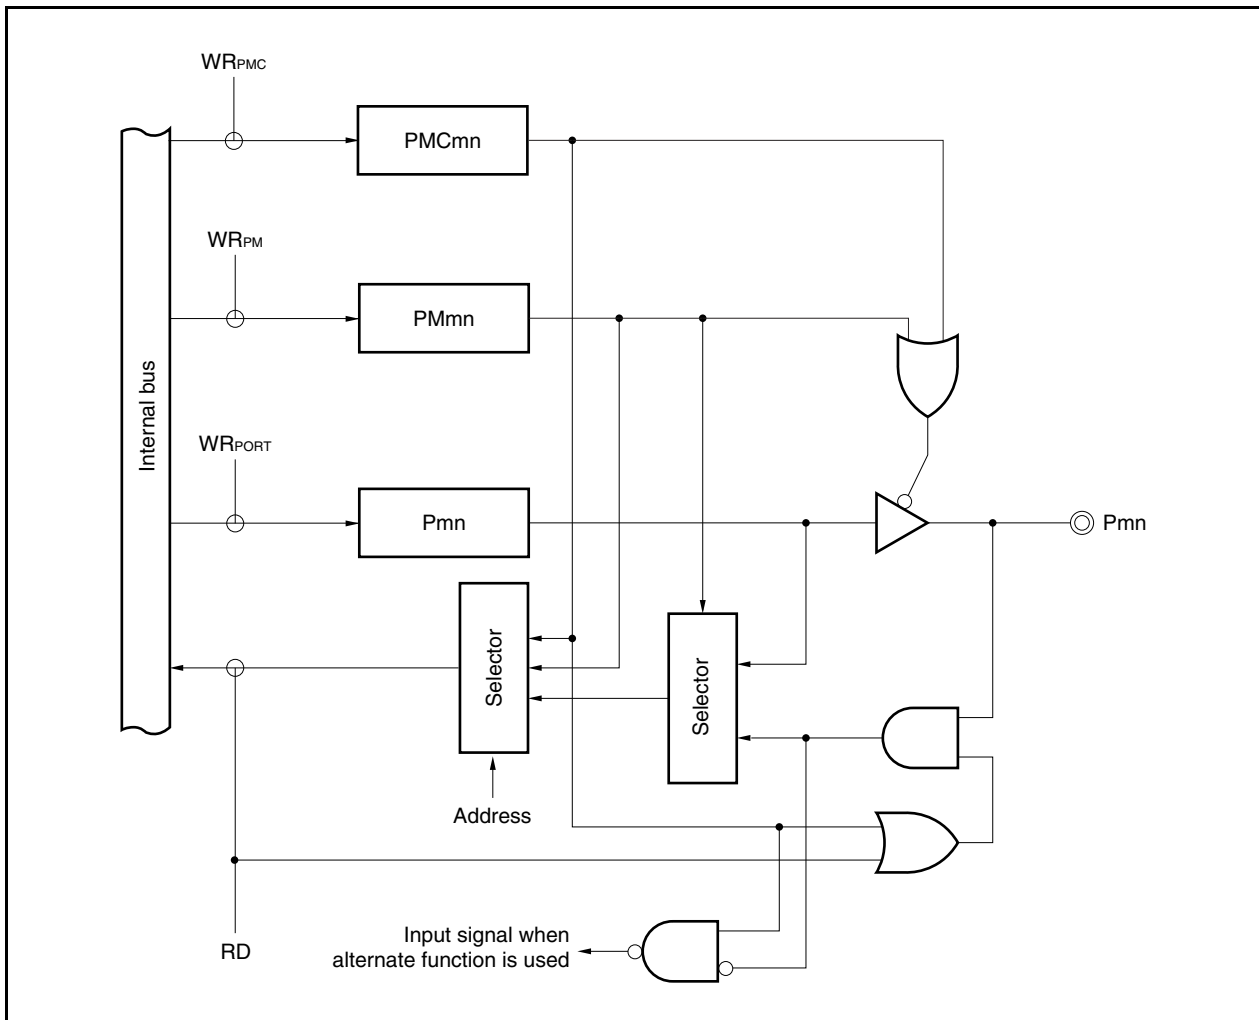 WRPMC
PMCmn
WRPM
PMmn
Internal bus
WRPORT
Pmn
Pmn
Selector
Selector
Address
RD
Input signal when
alternate function is used